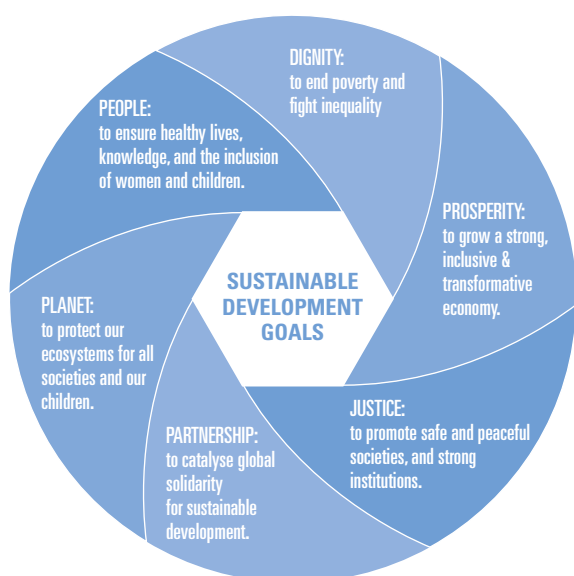 DIGNITY:
to end poverty and
fight inequality
PEOPLE:
to ensure healthy lives,
knowledge, and the inclusion
of women and children.
PROSPERITY:
to grow a strong,
inclusive &
transformative
economy.
SUSTAINABLE
DEVELOPMENT
GOALS
PLANET:
to protect our
ecosystems for all
societies and our
children.
JUSTICE:
to promote safe and peaceful
societies, and strong
institutions.
PARTNERSHIP:
to catalyse global
solidarity
for sustainable
development.